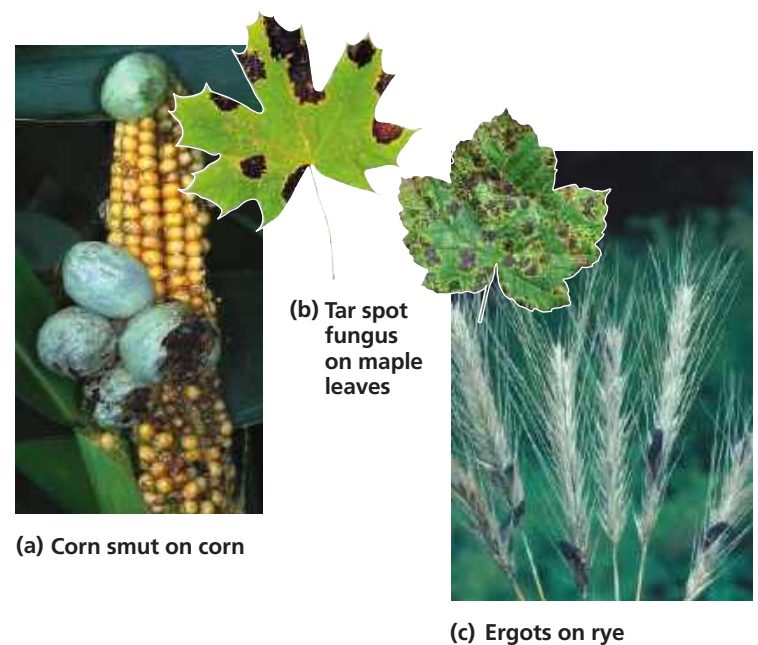 (b) Tar spot
fungus
on maple
leaves
(a) Corn smut on corn
(c) Ergots on rye